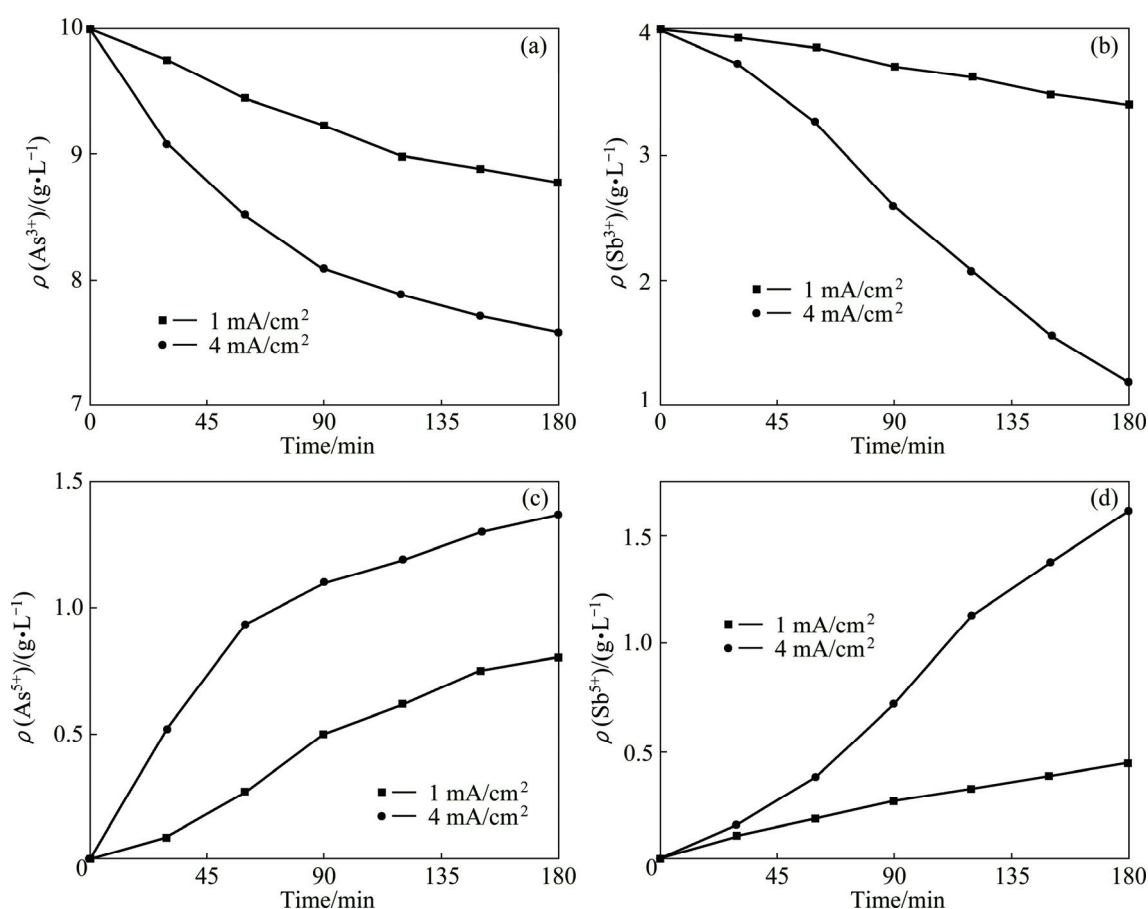 (a)
10
9
8
7
ρ (As³⁺)/(g•L⁻¹)
1 mA/cm²
4 mA/cm²
0 45 90 135 180
Time/min
(b)
4
3
2
1
ρ (Sb³⁺)/(g•L⁻¹)
1 mA/cm²
4 mA/cm²
0 45 90 135 180
Time/min
(c)
1.5
1.0
0.5
0
ρ (As⁵⁺)/(g•L⁻¹)
1 mA/cm²
4 mA/cm²
45 90 135 180
Time/min
(d)
1.5
1.0
0.5
0
ρ (Sb⁵⁺)/(g•L⁻¹)
1 mA/cm²
4 mA/cm²
45 90 135 180
Time/min